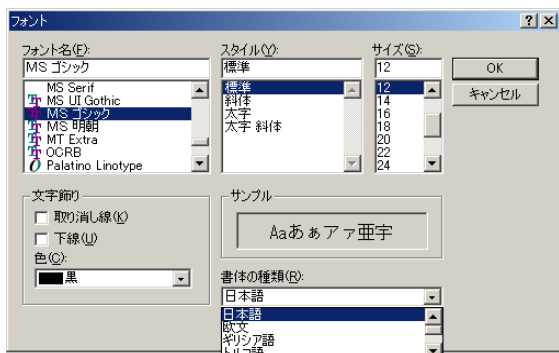 フォント
フォント名(F):
MS ゴシック
MS Serif
MS UI Gothic
MS ゴシック
MS 明朝
MT Extra
OCRB
Palatino Linotype
スタイル(Y):
標準
標準
斜体
太字
太字 斜体
サイズ(S):
12
12
14
16
18
20
22
24
OK
キャンセル
文字飾り
取り消し線(K)
下線(U)
色(C):
黒
サンプル
Aaあぁアァ亜宇
書体の種類(R):
日本語
日本語
欧文
ギリシア語
トルコ語